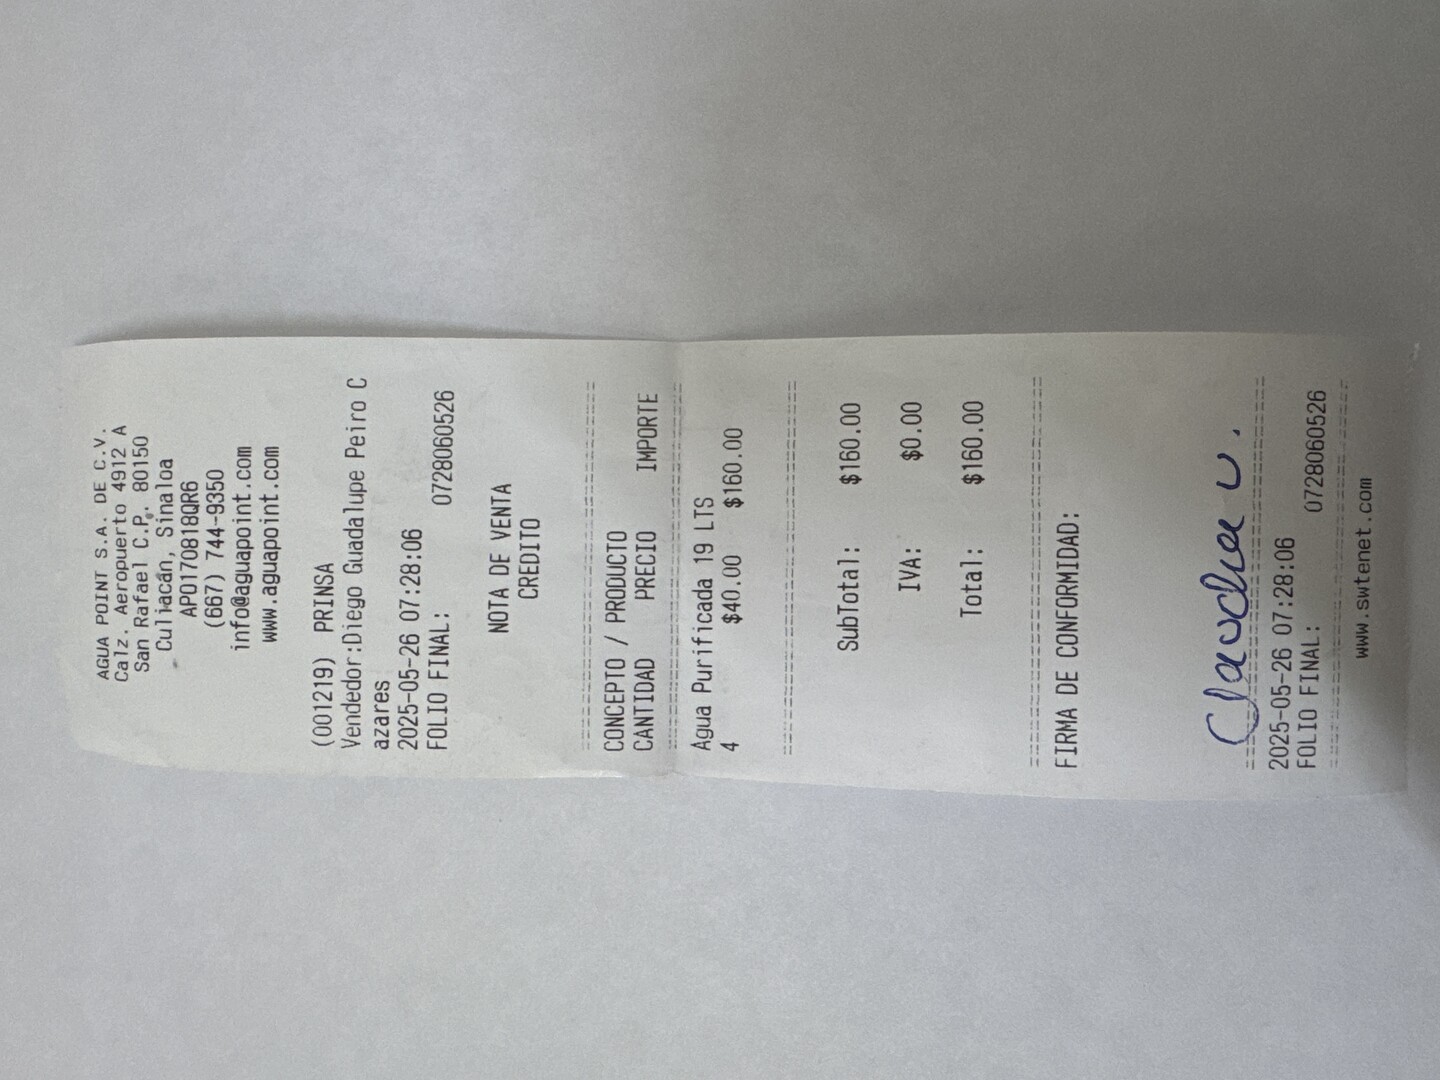 AGUA POINT S.A. DE C.V.
Calz. Aeropuerto 4912 A
San Rafael C.P. 80150
Culiacán, Sinaloa
APO170818QR6
(667) 744-9350
info@aguapoint.com
www.aguapoint.com
(001219) PRINSA
Vendedor:Diego Guadalupe Peiro C
azares
2025-05-26 07:28:06
FOLIO FINAL: 0728060526
NOTA DE VENTA
CREDITO
================================
CONCEPTO / PRODUCTO
CANTIDAD PRECIO IMPORTE
================================
Agua Purificada 19 LTS
4 $40.00 $160.00
================================
SubTotal: $160.00
IVA: $0.00
Total: $160.00
================================
FIRMA DE CONFORMIDAD:
Claudia U.
================================
2025-05-26 07:28:06
FOLIO FINAL: 0728060526
================================
www.swtenet.com